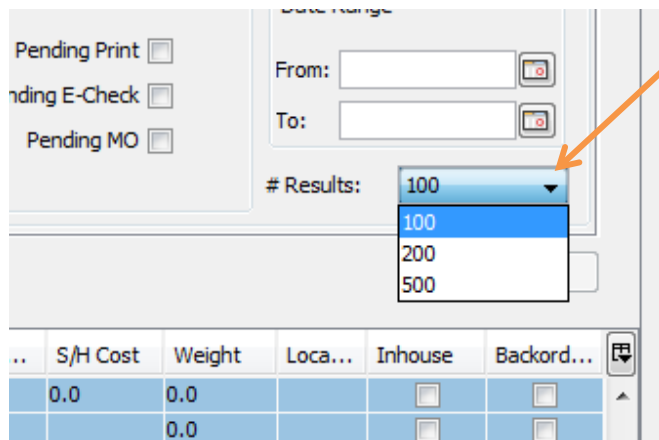 Date Range
Pending Print
From:
nding E-Check
To:
Pending MO
# Results: 100
100
200
500
... S/H Cost Weight Loca... Inhouse Backord...
0.0 0.0
0.0